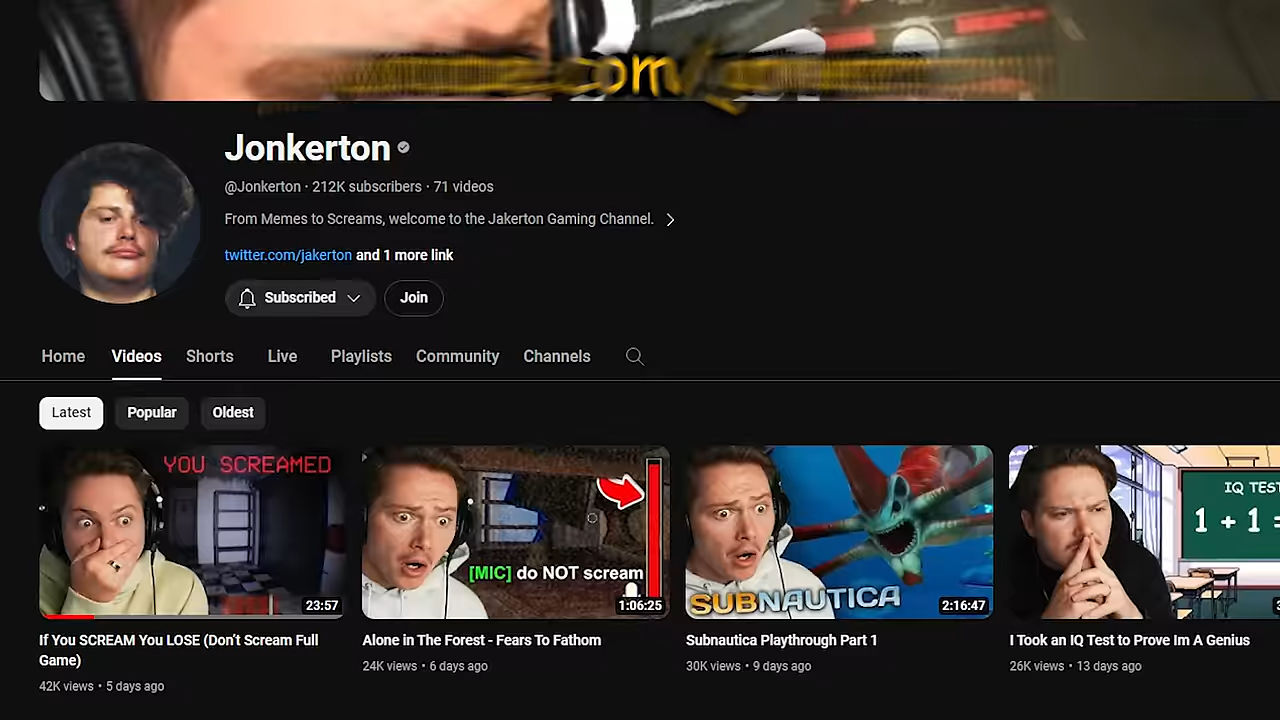 .com/
Jonkerton
@Jonkerton · 212K subscribers · 71 videos
From Memes to Screams, welcome to the Jakerton Gaming Channel.
twitter.com/jakerton and 1 more link
Subscribed
Join
Home Videos Shorts Live Playlists Community Channels
Latest Popular Oldest
YOU SCREAMED
23:57
[MIC] do NOT scream
1:06:25
SUBNAUTICA
2:16:47
IQ TEST
1 + 1 =
If You SCREAM You LOSE (Don't Scream Full
Game)
42K views • 5 days ago
Alone in The Forest - Fears To Fathom
24K views • 6 days ago
Subnautica Playthrough Part 1
30K views • 9 days ago
I Took an IQ Test to Prove Im A Genius
26K views • 13 days ago